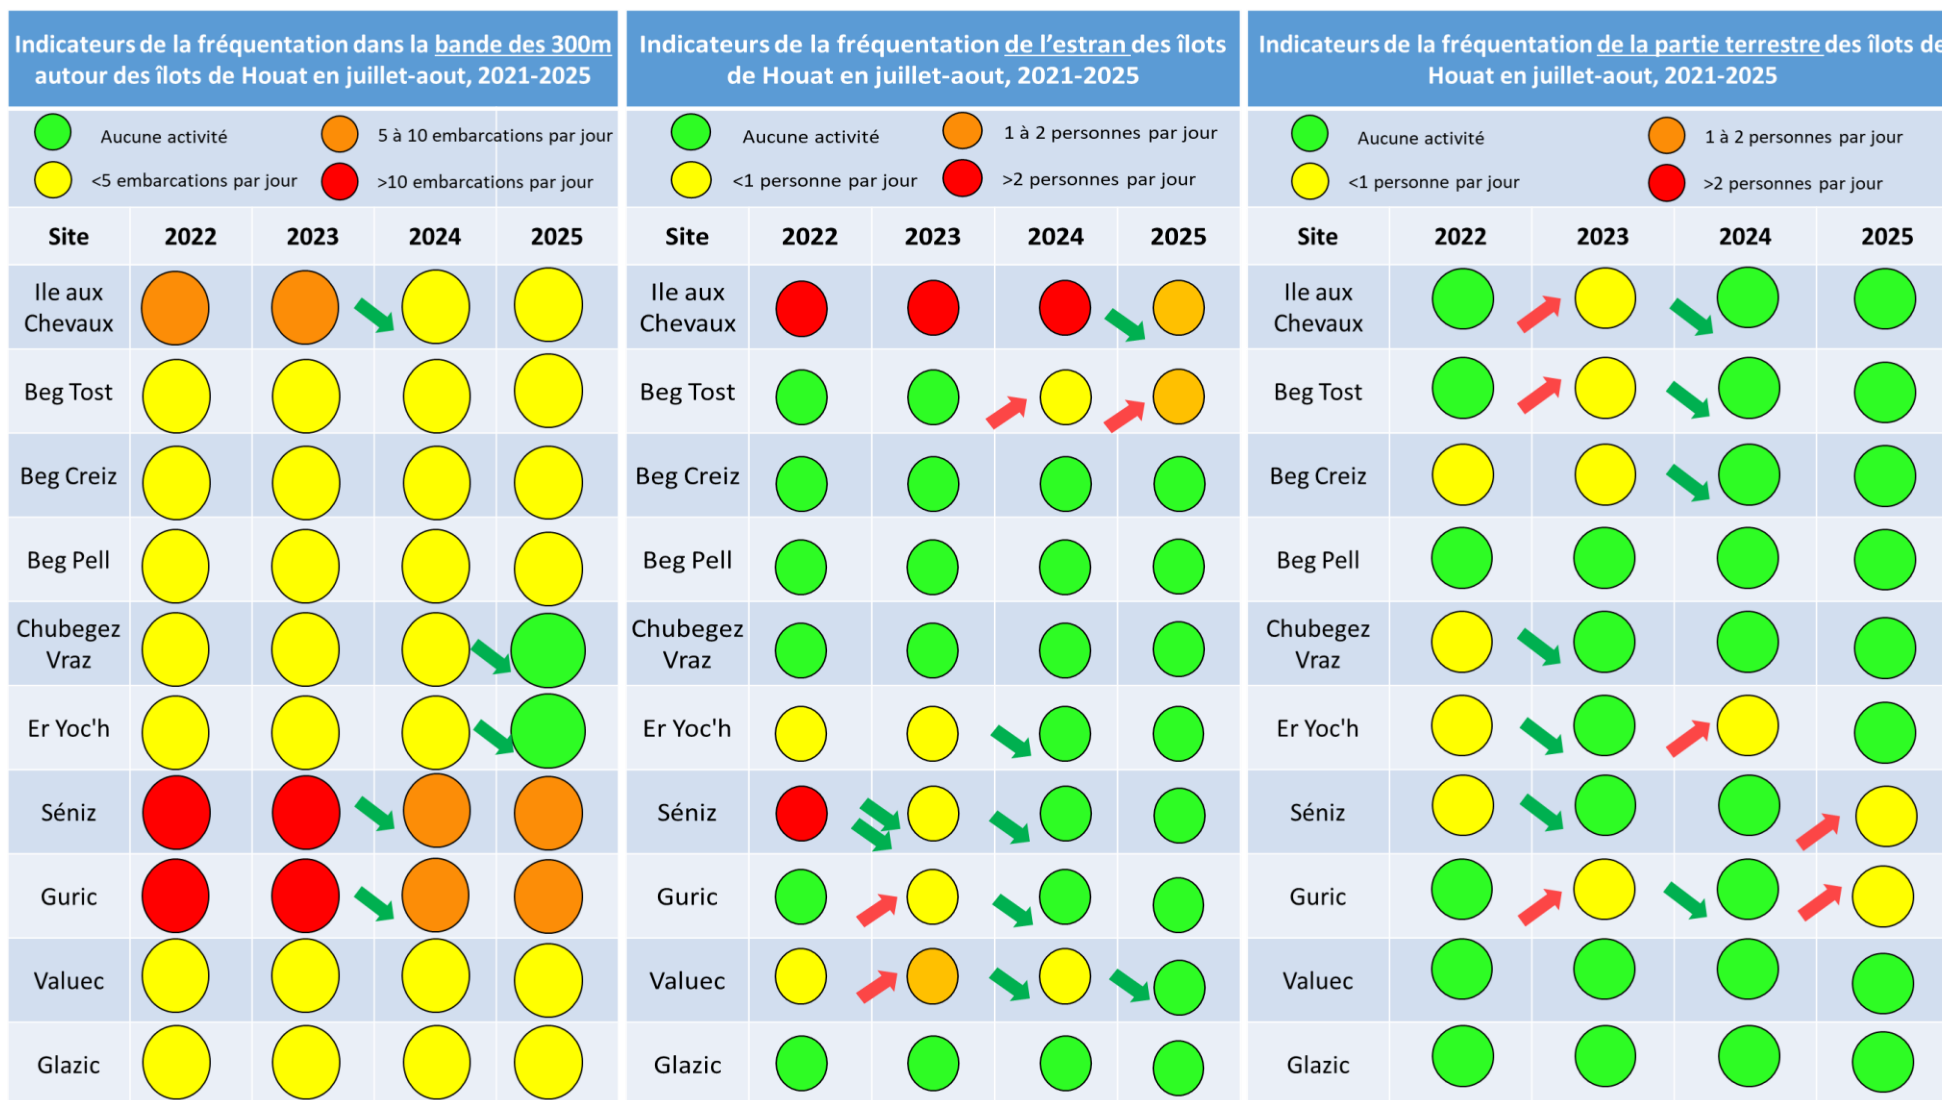 Indicateurs de la fréquentation dans la bande des 300m
autour des îlots de Houat en juillet-aout, 2021-2025
Aucune activité
5 à 10 embarcations par jour
<5 embarcations par jour
>10 embarcations par jour
Site 2022 2023 2024 2025
Ile aux
Chevaux
Beg Tost
Beg Creiz
Beg Pell
Chubegez
Vraz
Er Yoc'h
Séniz
Guric
Valuec
Glazic
Indicateurs de la fréquentation de l'estran des îlots
de Houat en juillet-aout, 2021-2025
Aucune activité
1 à 2 personnes par jour
<1 personne par jour
>2 personnes par jour
Site 2022 2023 2024 2025
Ile aux
Chevaux
Beg Tost
Beg Creiz
Beg Pell
Chubegez
Vraz
Er Yoc'h
Séniz
Guric
Valuec
Glazic
Indicateurs de la fréquentation de la partie terrestre des îlots de
Houat en juillet-aout, 2021-2025
Aucune activité
1 à 2 personnes par jour
<1 personne par jour
>2 personnes par jour
Site 2022 2023 2024 2025
Ile aux
Chevaux
Beg Tost
Beg Creiz
Beg Pell
Chubegez
Vraz
Er Yoc'h
Séniz
Guric
Valuec
Glazic